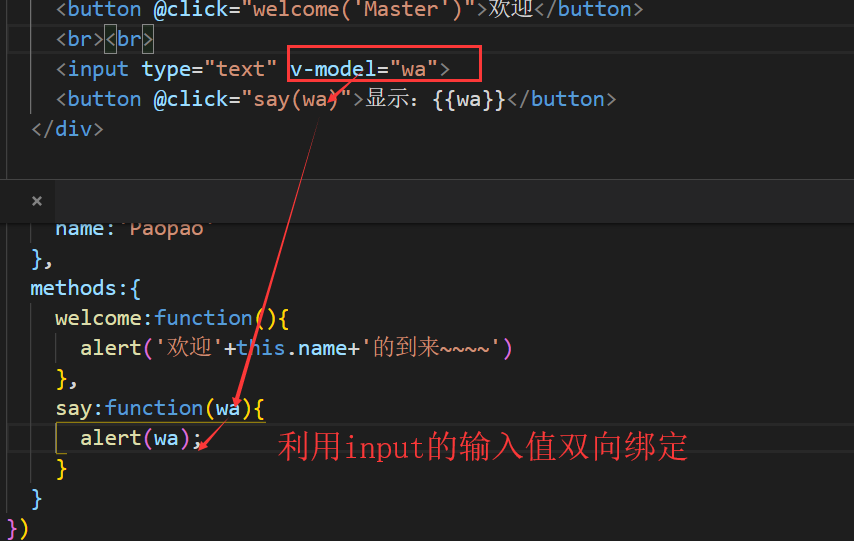 <button @click="welcome('Master')">欢迎</button>
<br><br>
<input type="text" v-model="wa">
<button @click="say(wa)">显示：{{wa}}</button>
</div>
×
name:'Paopao'
},
methods:{
welcome:function(){
alert('欢迎'+this.name+'的到来~~~~')
},
say:function(wa){
alert(wa);
利用input的输入值双向绑定
}
}
})